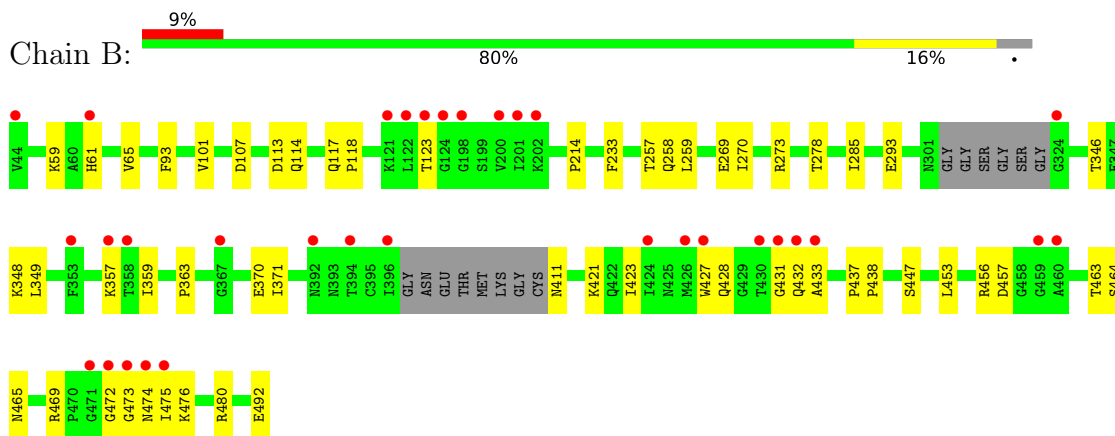 9%
Chain B:
80% 16% •
V44 K59 A60 H61 V65 F93 V101 D107 D113 Q114 Q117 P118 K121 L122 T123 G124 G198 S199 V200 I201 K202 P214 F233 T257 Q258 L259 E269 I270 R273 T278 I285 E293 N301 GLY GLY SER GLY SER GLY G324 T346 E347
K348 L349 F353 K357 T358 I359 P363 G367 E370 I371 N392 N393 T394 C395 I396 GLY ASN GLU THR MET LYS GLY CYS N411 K421 Q422 I423 I424 N425 M426 W427 Q428 G429 T430 G431 Q432 A433 P437 P438 S447 L453 R456 D457 G458 G459 A460 T463 S464
N465 R469 P470 G471 G472 G473 N474 I475 K476 R480 E492